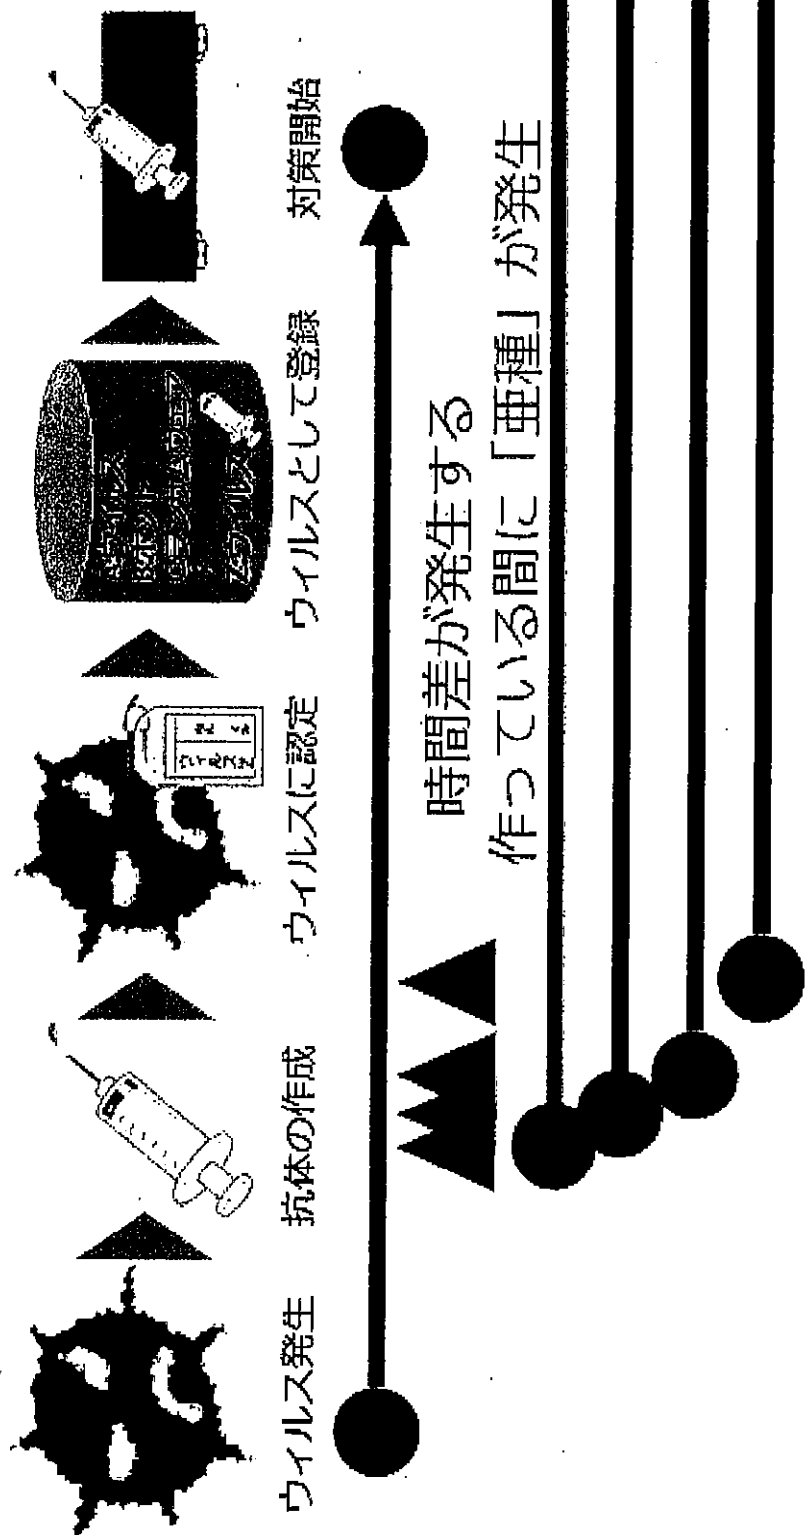 ウィルス発生
抗体の作成
ウィルスに認定
ウィルスとして登録
対策開始
時間差が発生する
作っている間に「亜種」が発生